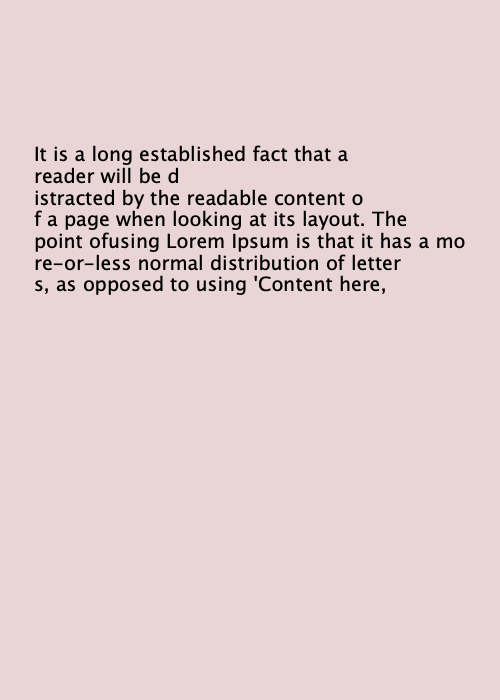 It is a long established fact that a
reader will be d
istracted by the readable content o
f a page when looking at its layout. The
point ofusing Lorem Ipsum is that it has a mo
re-or-less normal distribution of letter
s, as opposed to using 'Content here,